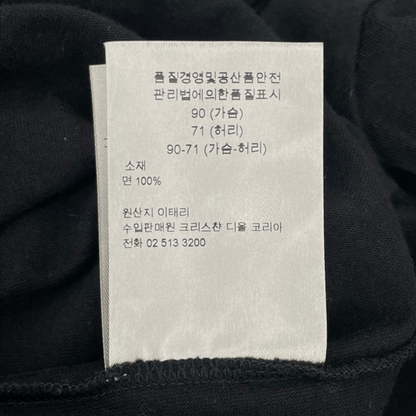 품질경영및공산품안전
관리법에의한품질표시
90 (가슴)
71 (허리)
90-71 (가슴-허리)
소재
면 100%
원산지 이태리
수입판매원 크리스챤 디올 코리아
전화 02 513 3200